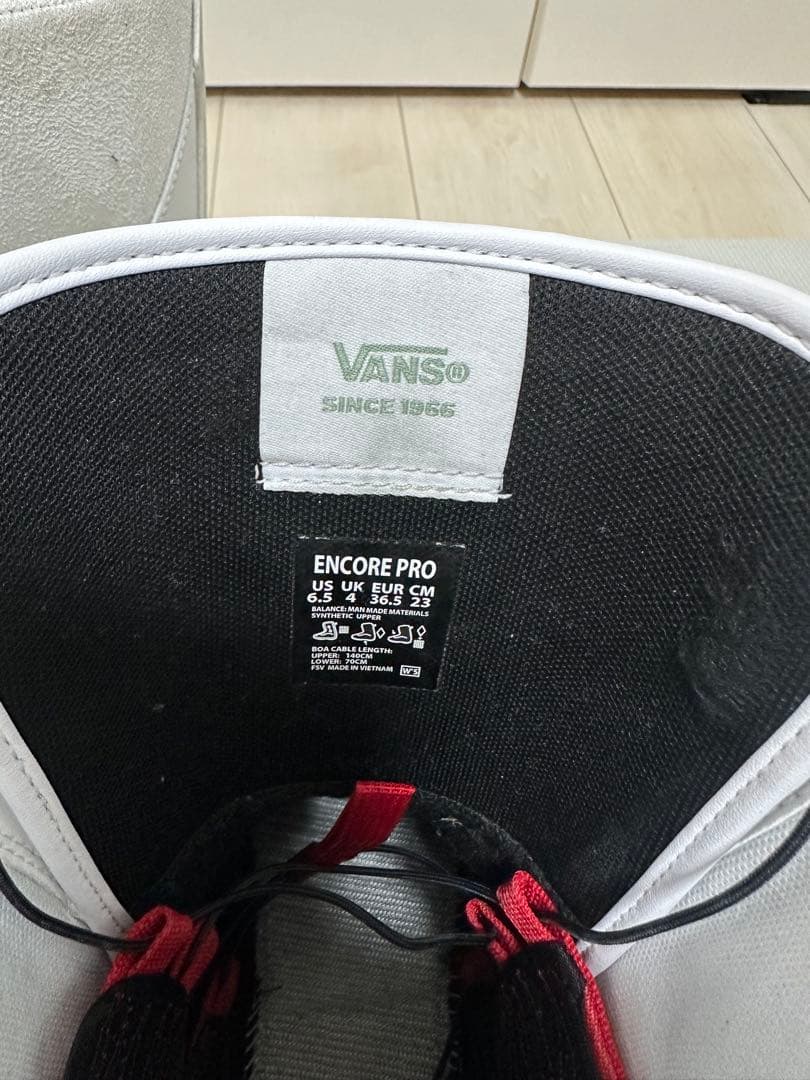 VANS®
SINCE 1966
ENCORE PRO
US UK EUR CM
6.5 4 36.5 23
BALANCE: MAN MADE MATERIALS
SYNTHETIC UPPER
BOA CABLE LENGTH:
UPPER: 140CM
LOWER: 70CM
FSV MADE IN VIETNAM
W'S